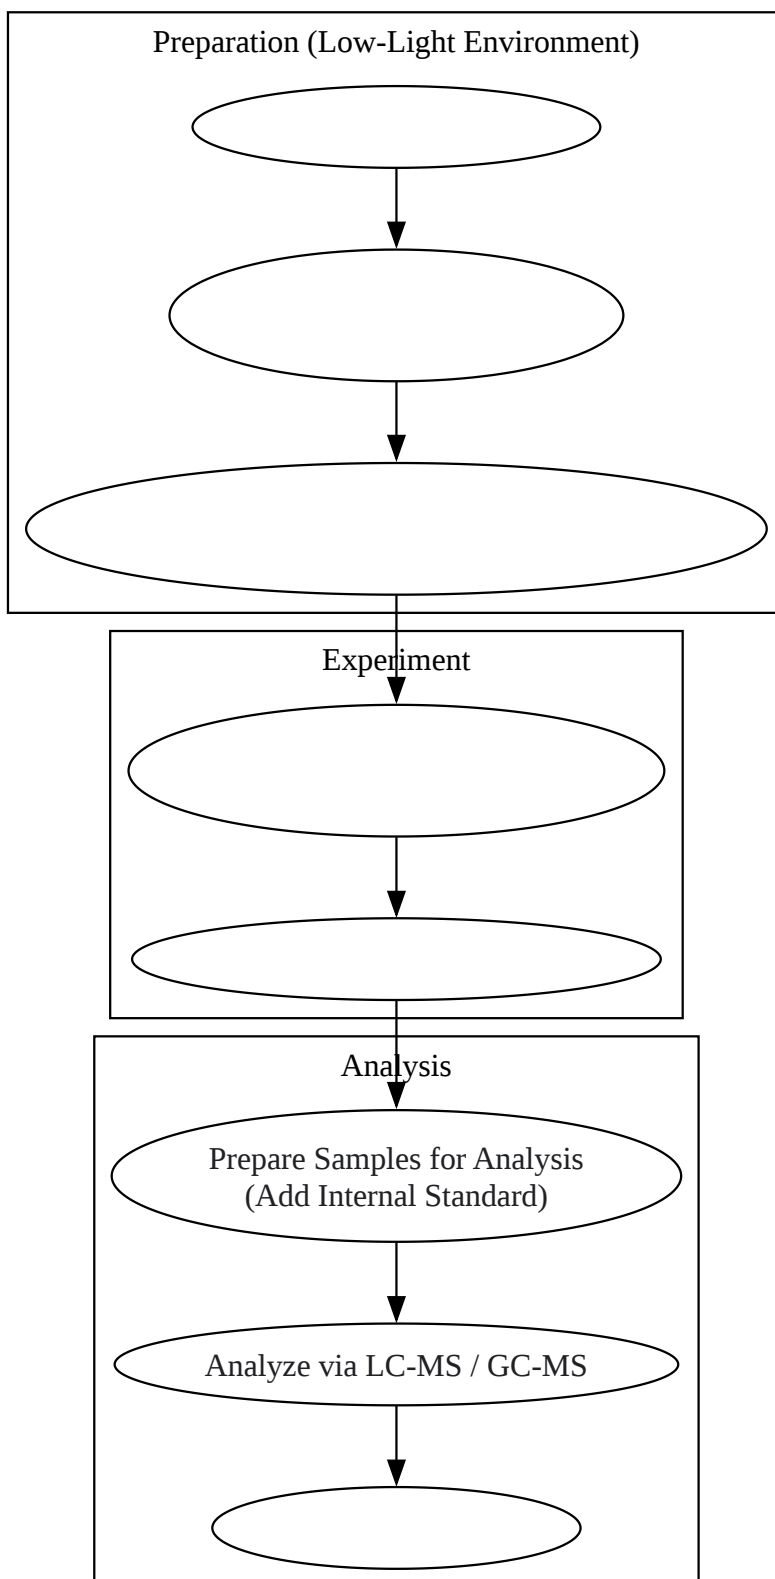 Preparation (Low-Light Environment)
Experiment
Analysis
Prepare Samples for Analysis
(Add Internal Standard)
Analyze via LC-MS / GC-MS